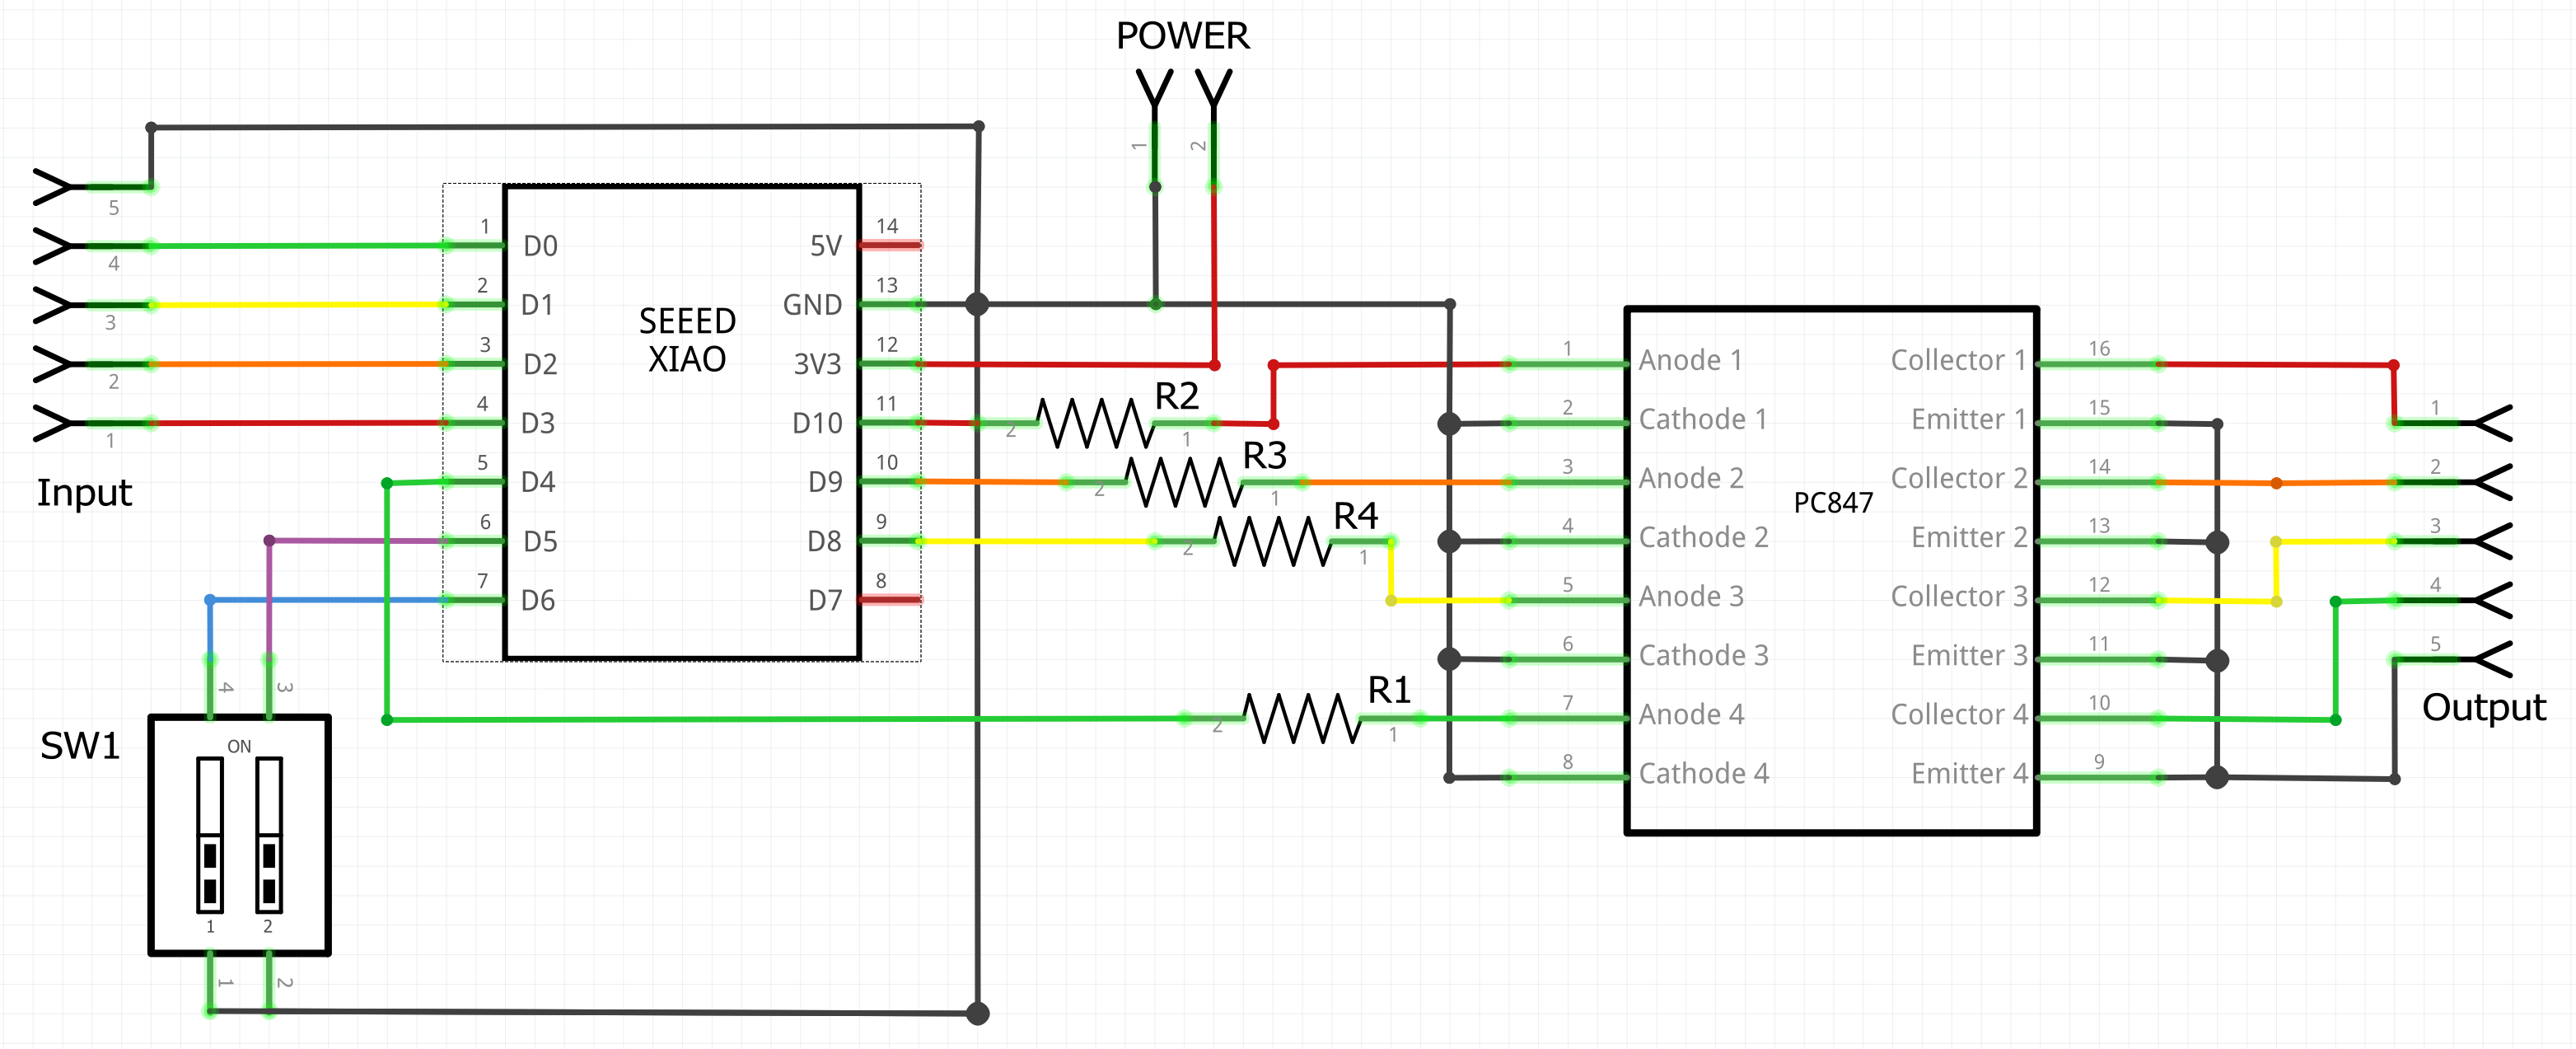 POWER
1
2
5
4
3
2
1
Input
1
2
3
4
5
6
7
D0
D1
D2
D3
D4
D5
D6
SEEED
XIAO
5V
GND
3V3
D10
D9
D8
D7
14
13
12
11
10
9
8
2
R2
1
2
R3
1
2
R4
1
2
R1
1
4
3
SW1
ON
1
2
1
2
1
2
3
4
5
6
7
8
Anode 1
Cathode 1
Anode 2
Cathode 2
Anode 3
Cathode 3
Anode 4
Cathode 4
PC847
Collector 1
Emitter 1
Collector 2
Emitter 2
Collector 3
Emitter 3
Collector 4
Emitter 4
16
15
14
13
12
11
10
9
1
2
3
4
5
Output